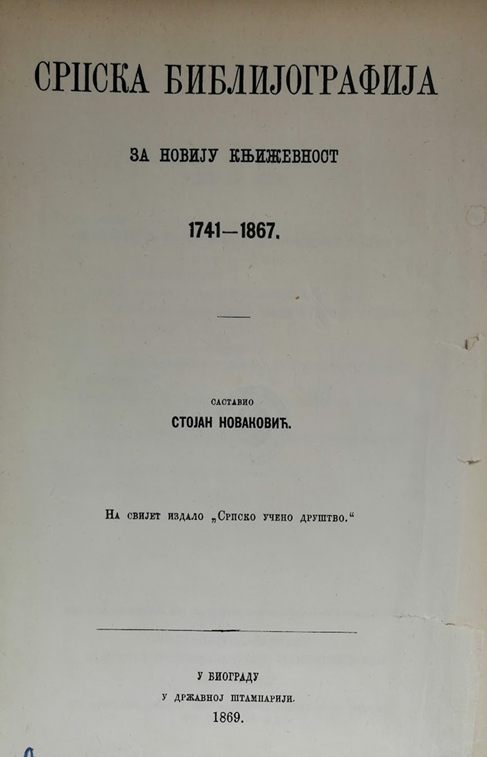 СРПСКА БИБЛИЈОГРАФИЈА
ЗА НОВИЈУ КЊИЖЕВНОСТ
1741—1867.
САСТАВИО
СТОЈАН НОВАКОВИЋ.
НА СВИЈЕТ ИЗДАЛО „СРПСКО УЧЕНО ДРУШТВО.“
У БИОГРАДУ
У ДРЖАВНОЈ ШТАМПАРИЈИ.
1869.